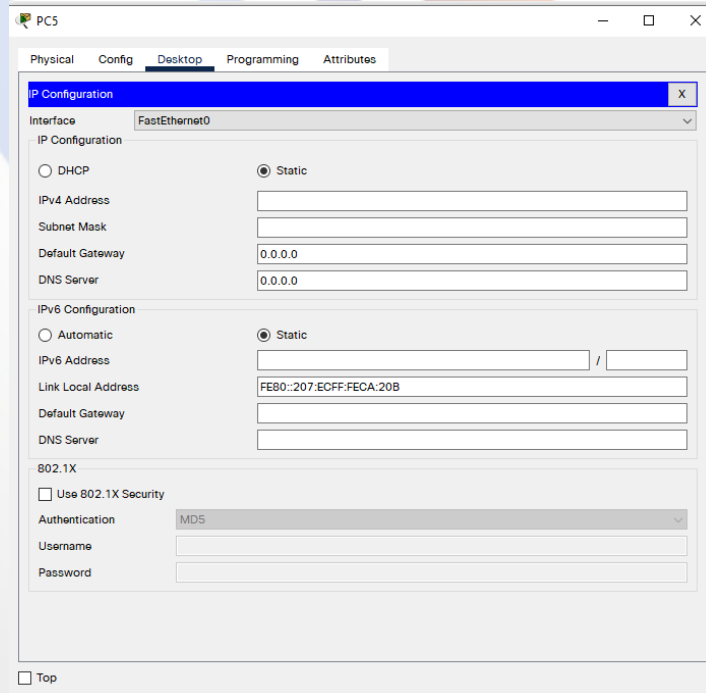 PC5
Physical Config Desktop Programming Attributes
IP Configuration X
Interface FastEthernet0
IP Configuration
DHCP Static
IPv4 Address
Subnet Mask
Default Gateway 0.0.0.0
DNS Server 0.0.0.0
IPv6 Configuration
Automatic Static
IPv6 Address /
Link Local Address FE80::207:ECFF:FECA:20B
Default Gateway
DNS Server
802.1X
Use 802.1X Security
Authentication MD5
Username
Password
Top